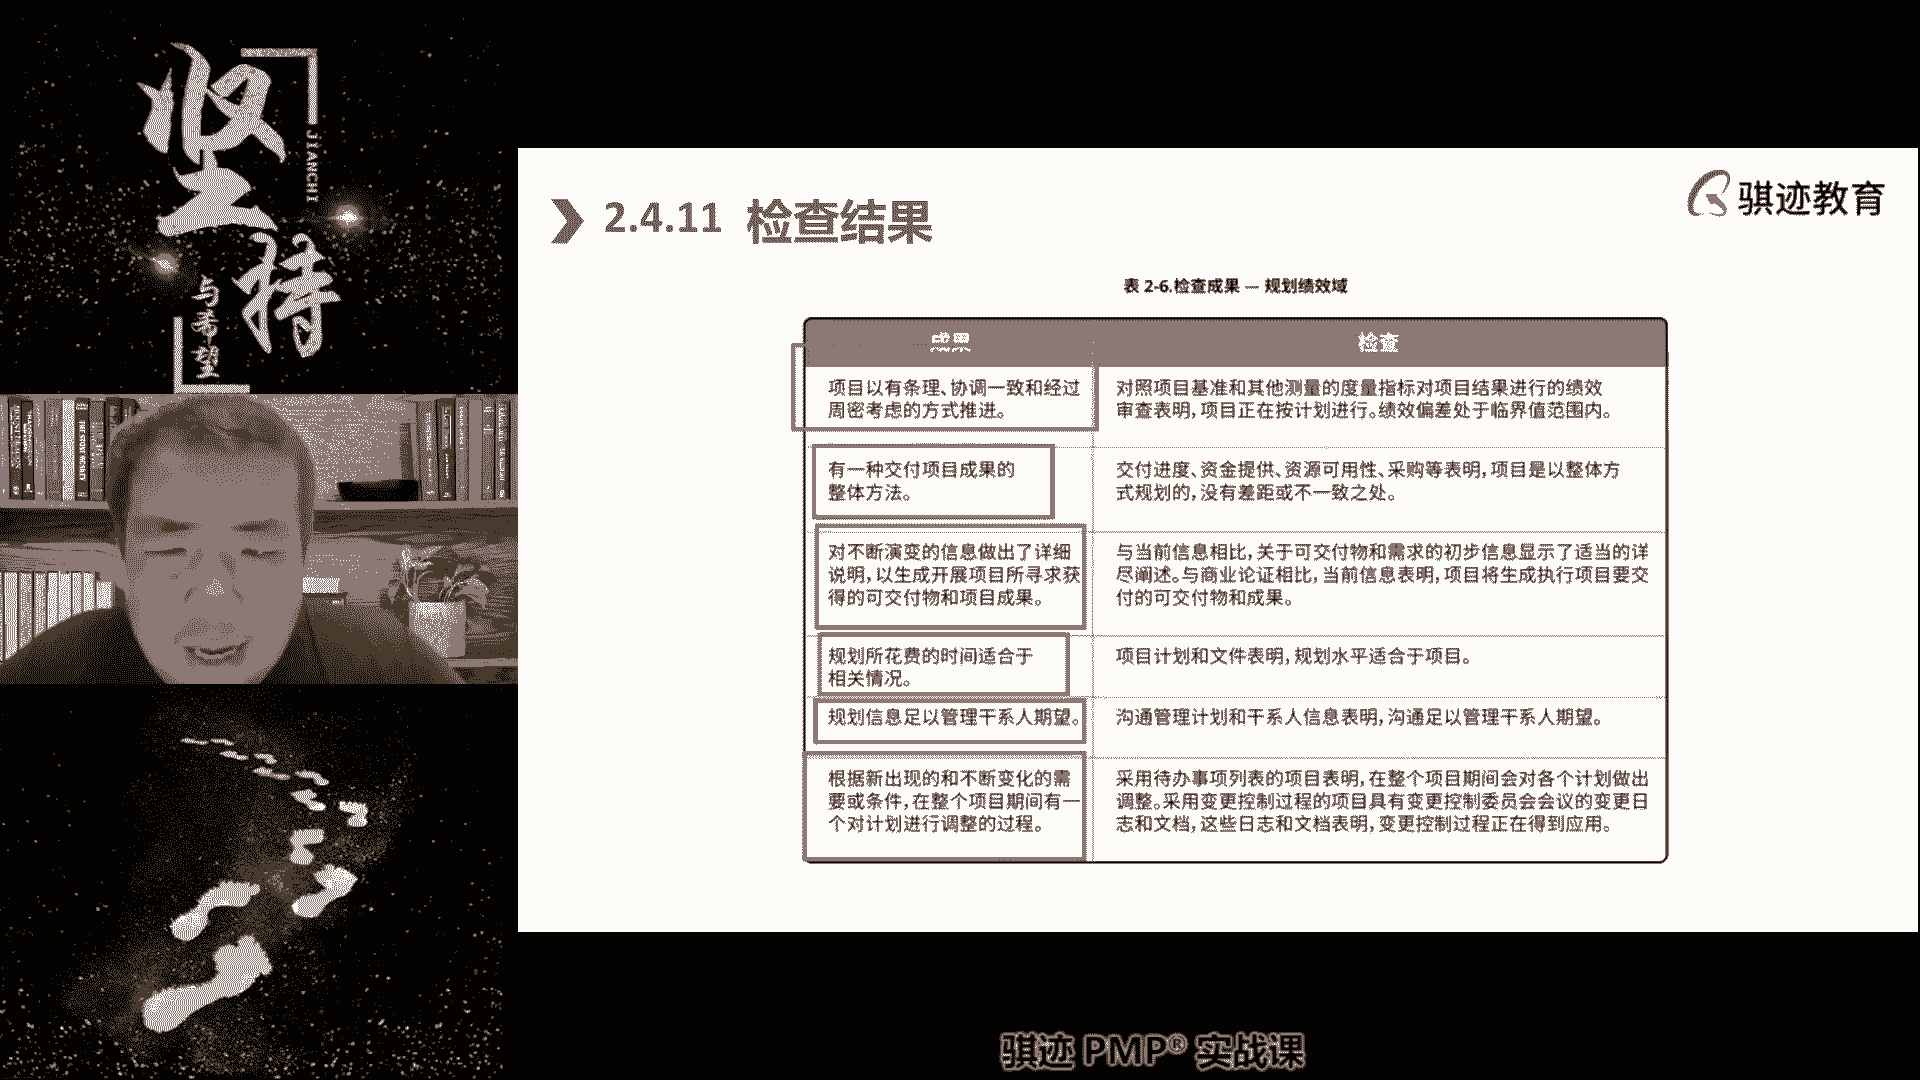 坚持
JIANCHI
与希望
2.4.11 检查结果
骐迹教育
表 2-6.检查成果 — 规划绩效域
成果
检查
项目以有条理、协调一致和经过
周密考虑的方式推进。
对照项目基准和其他测量的度量指标对项目结果进行的绩效
审查表明，项目正在按计划进行。绩效偏差处于临界值范围内。
有一种交付项目成果的
整体方法。
交付进度、资金提供、资源可用性、采购等表明，项目是以整体方
式规划的，没有差距或不一致之处。
对不断演变的信息做出了详细
说明，以生成开展项目所寻求获
得的可交付物和项目成果。
与当前信息相比，关于可交付物和需求的初步信息显示了适当的详
尽阐述。与商业论证相比，当前信息表明，项目将生成执行项目要交
付的可交付物和成果。
规划所花费的时间适合于
相关情况。
项目计划和文件表明，规划水平适合于项目。
规划信息足以管理干系人期望。
沟通管理计划和干系人信息表明，沟通足以管理干系人期望。
根据新出现的和不断变化的需
要或条件，在整个项目期间有一
个对计划进行调整的过程。
采用待办事项列表的项目表明，在整个项目期间会对各个计划做出
调整。采用变更控制过程的项目具有变更控制委员会会议的变更日
志和文档，这些日志和文档表明，变更控制过程正在得到应用。
骐迹 PMP® 实战课